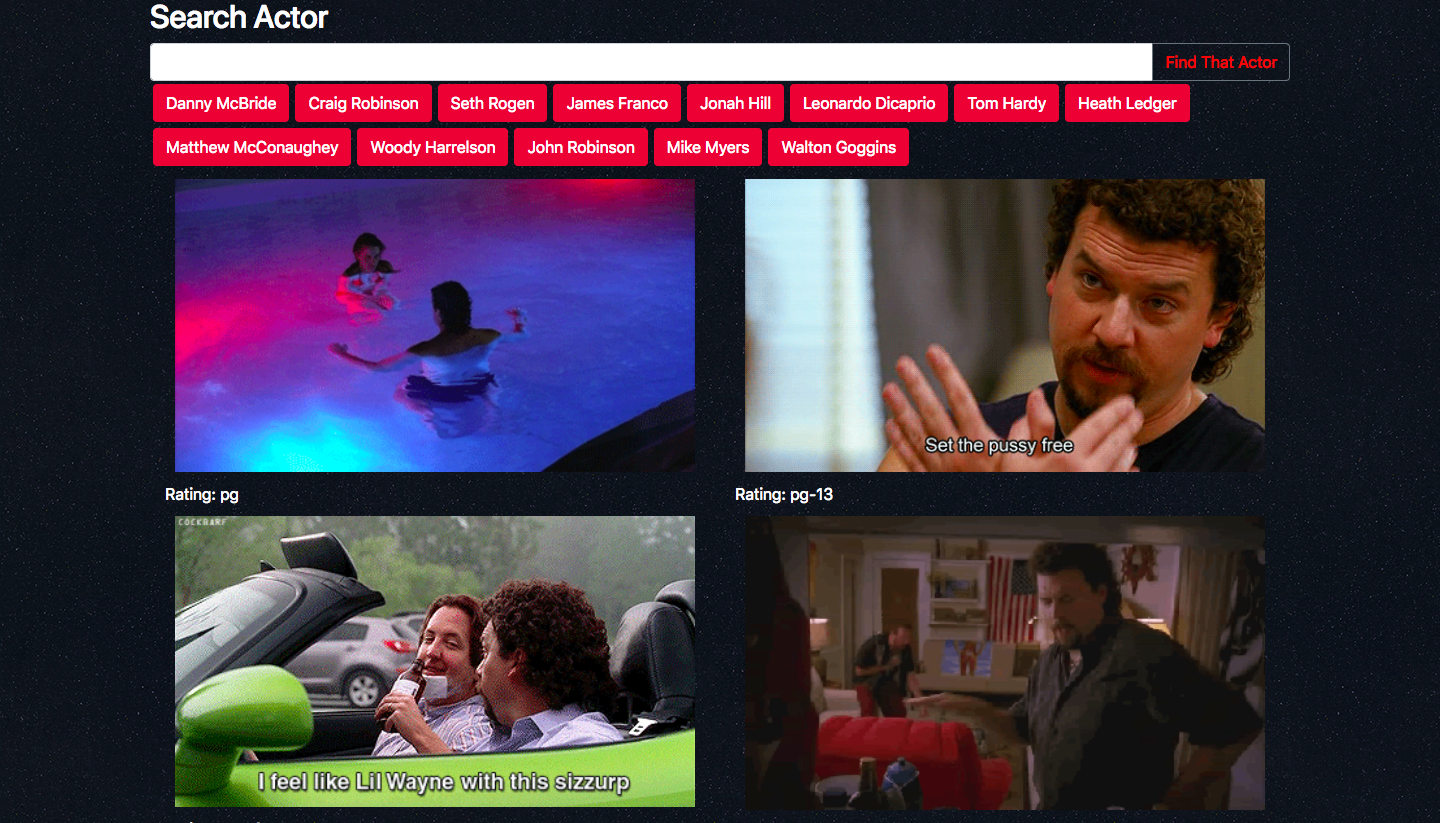 Search Actor
Find That Actor
Danny McBride Craig Robinson Seth Rogen James Franco Jonah Hill Leonardo Dicaprio Tom Hardy Heath Ledger
Matthew McConaughey Woody Harrelson John Robinson Mike Myers Walton Goggins
Set the pussy free
Rating: pg Rating: pg-13
COCKBARF
I feel like Lil Wayne with this sizzurp